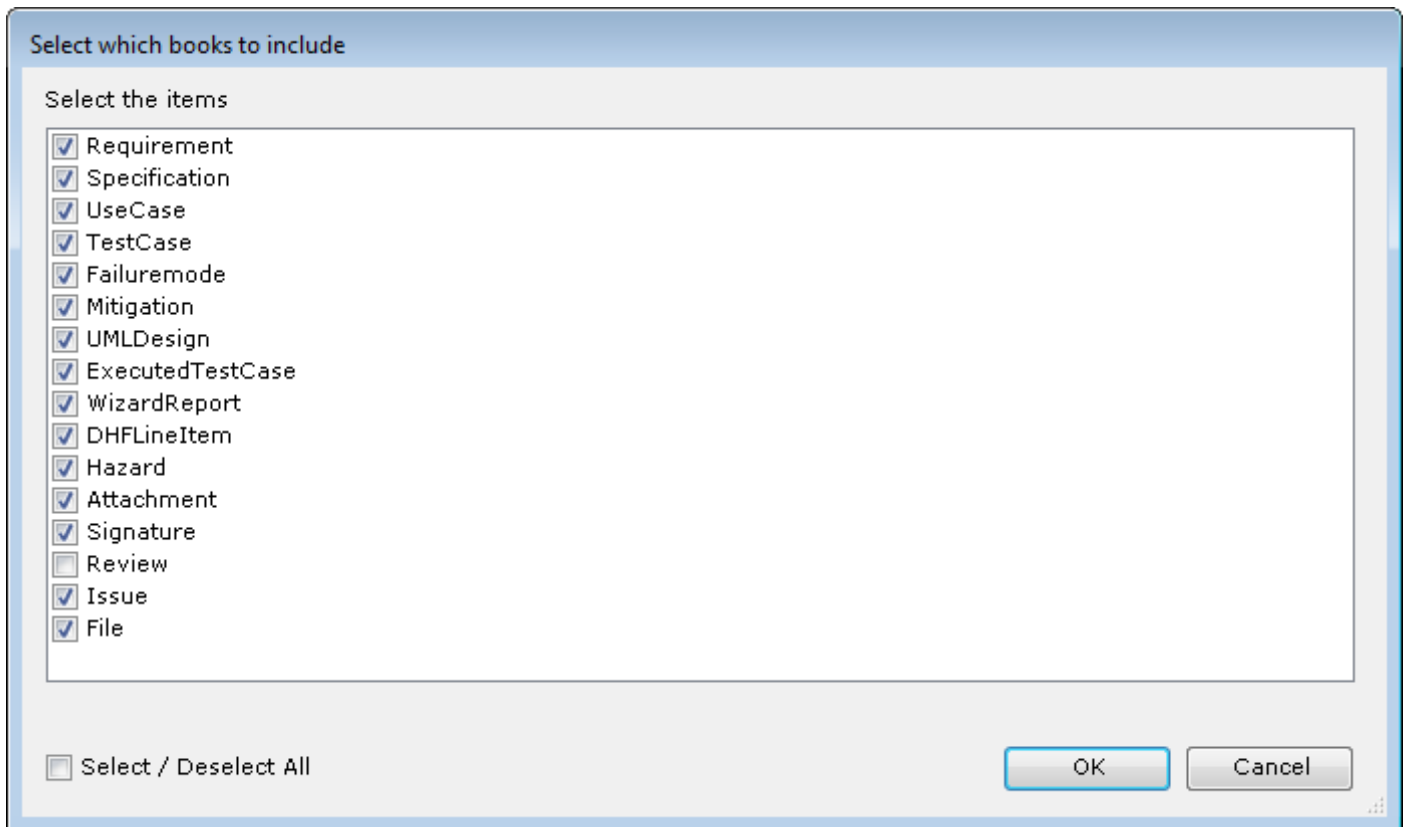 Select which books to include
Select the items
Requirement
Specification
UseCase
TestCase
Failuremode
Mitigation
UMLDesign
ExecutedTestCase
WizardReport
DHFLineItem
Hazard
Attachment
Signature
Review
Issue
File
Select / Deselect All
OK
Cancel